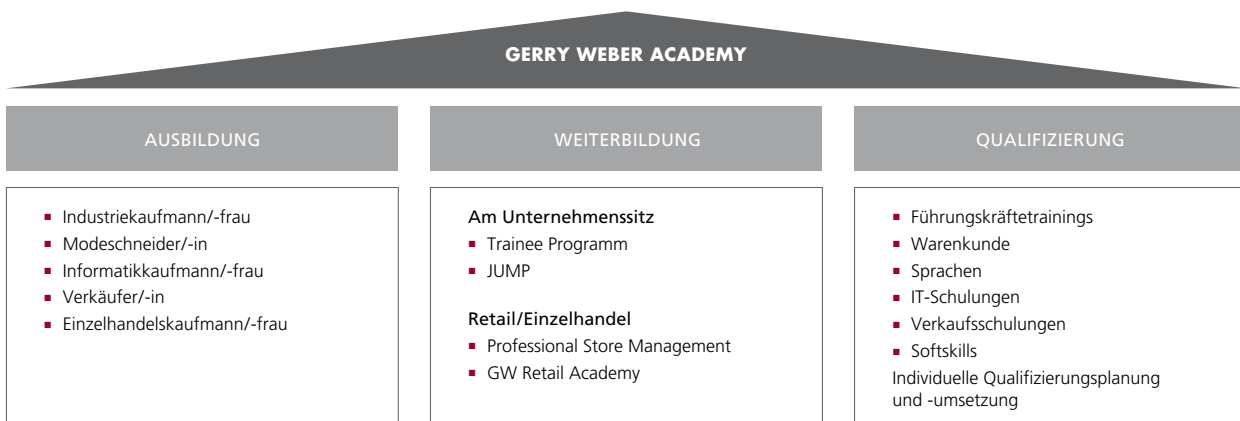 GERRY WEBER ACADEMY
AUSBILDUNG
▪ Industriekaufmann/-frau
▪ Modeschneider/-in
▪ Informatikkaufmann/-frau
▪ Verkäufer/-in
▪ Einzelhandelskaufmann/-frau
WEITERBILDUNG
Am Unternehmenssitz
▪ Trainee Programm
▪ JUMP
Retail/Einzelhandel
▪ Professional Store Management
▪ GW Retail Academy
QUALIFIZIERUNG
▪ Führungskräftetrainings
▪ Warenkunde
▪ Sprachen
▪ IT-Schulungen
▪ Verkaufsschulungen
▪ Softskills
Individuelle Qualifizierungsplanung
und -umsetzung